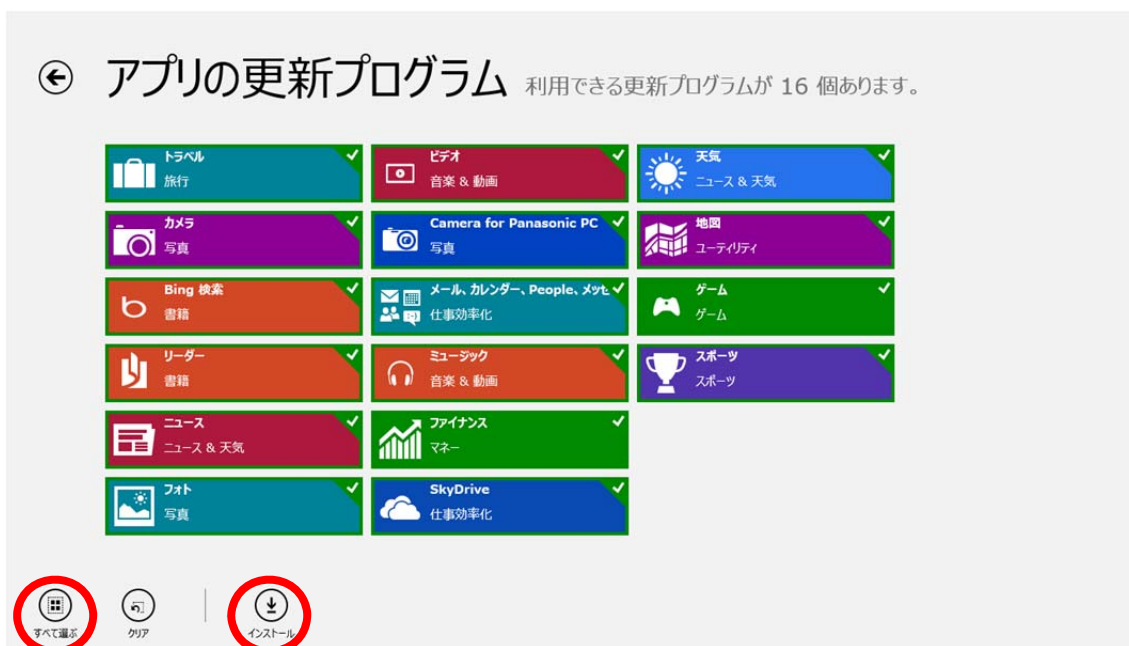 アプリの更新プログラム 利用できる更新プログラムが 16 個あります。
トラベル
旅行
ビデオ
音楽 & 動画
天気
ニュース & 天気
カメラ
写真
Camera for Panasonic PC
写真
地図
ユーティリティ
Bing 検索
書籍
メール、カレンダー、People、メッセ
仕事効率化
ゲーム
ゲーム
リーダー
書籍
ミュージック
音楽 & 動画
スポーツ
スポーツ
ニュース
ニュース & 天気
ファイナンス
マネー
フォト
写真
SkyDrive
仕事効率化
すべて選ぶ
クリア
インストール